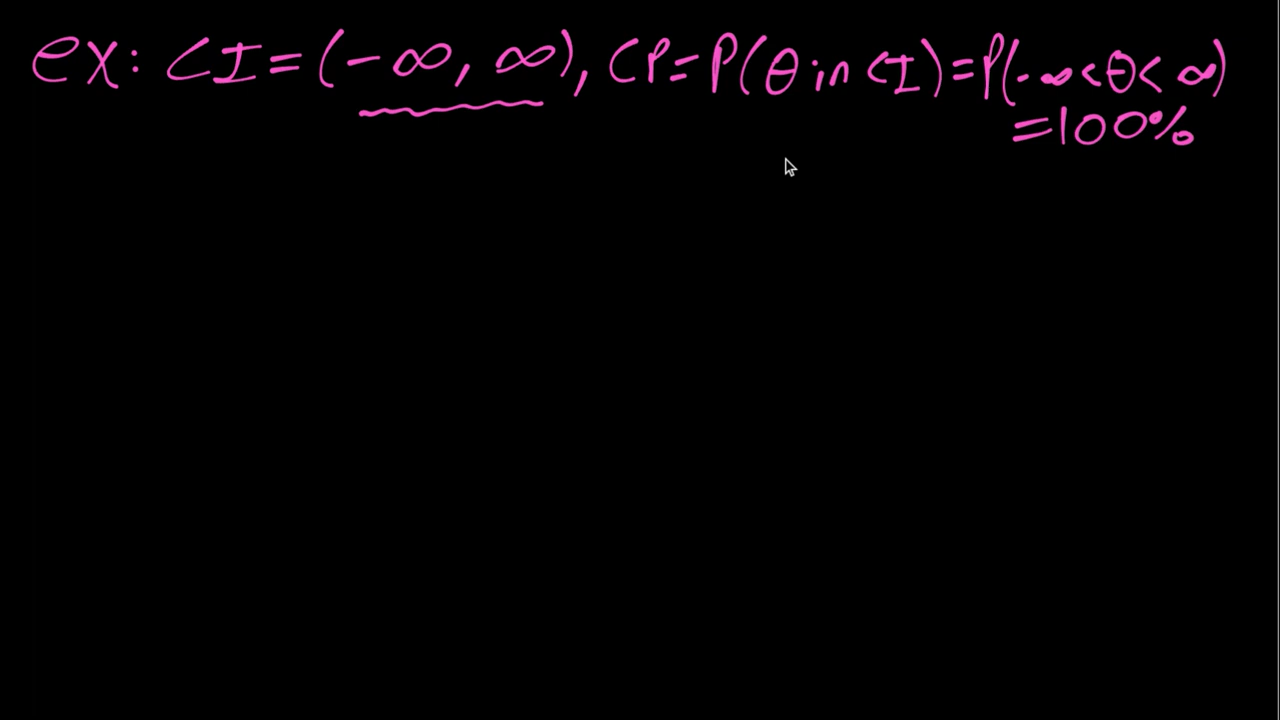 ex: CI = (-∞, ∞), CP = P(θ in CI) = P(-∞ < θ < ∞)
= 100%